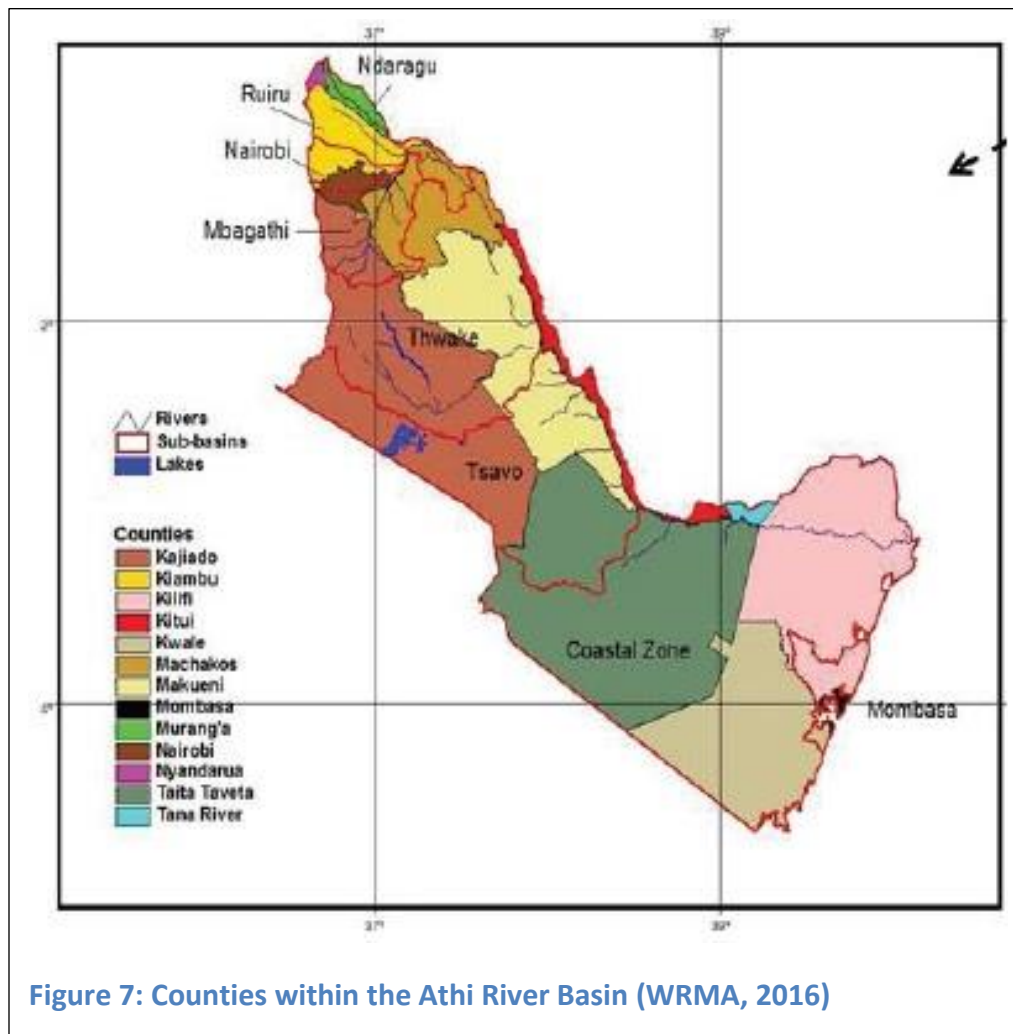 37°
39°
Ndaragu
Ruiru
Nairobi
Mbagathi
2°
Thwake
Rivers
Sub-basins
Lakes
Tsavo
Counties
Kajiado
Kiambu
Kilifi
Kitui
Kwale
Machakos
Makueni
Mombasa
Murang'a
Nairobi
Nyandarua
Taita Taveta
Tana River
Coastal Zone
4°
Mombasa
37°
39°
Figure 7: Counties within the Athi River Basin (WRMA, 2016)